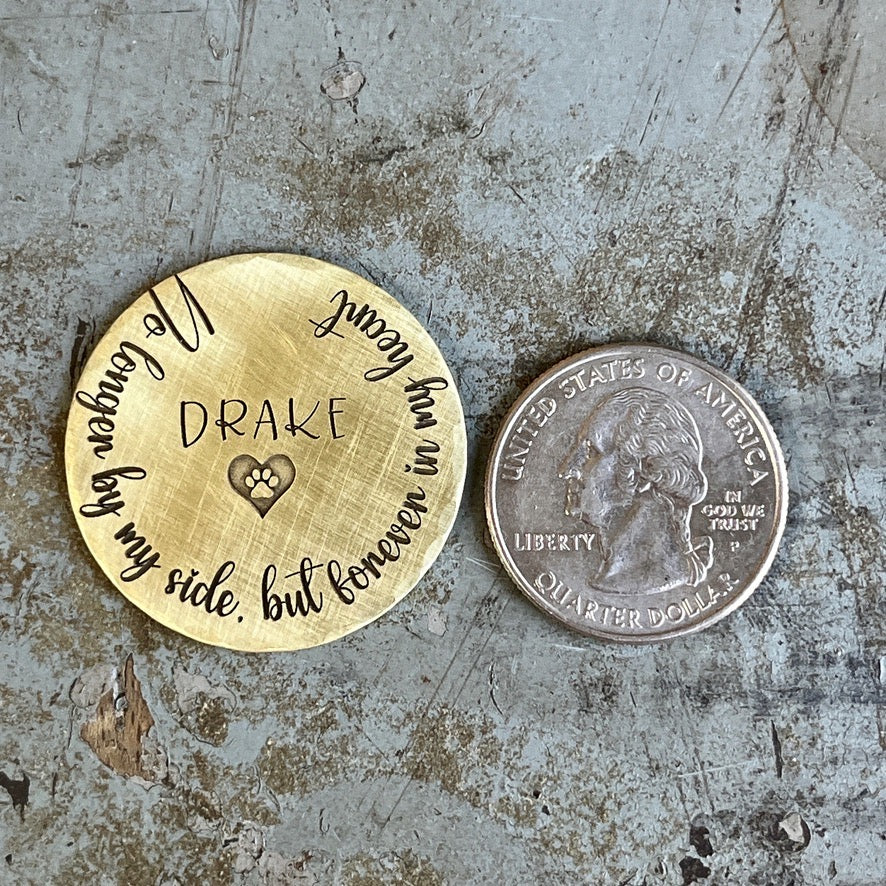 No longer by my side, but forever in my heart
DRAKE
UNITED STATES OF AMERICA
LIBERTY
IN
GOD WE
TRUST
P
QUARTER DOLLAR